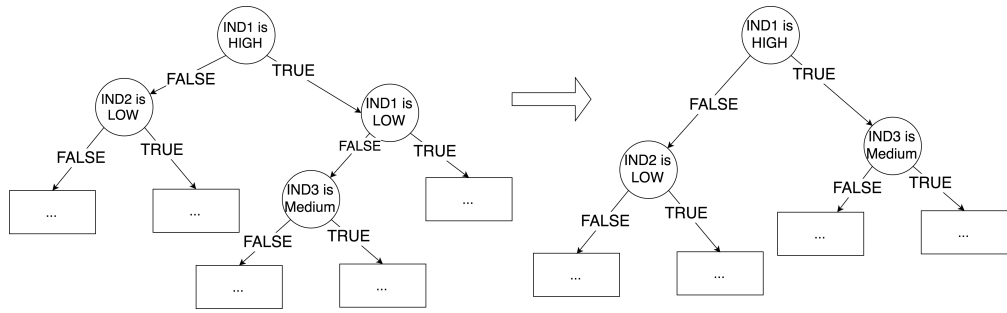 IND1 is
HIGH
FALSE
TRUE
IND2 is
LOW
IND1 is
LOW
FALSE
TRUE
FALSE
TRUE
...
...
IND3 is
Medium
...
FALSE
TRUE
...
...
IND1 is
HIGH
TRUE
FALSE
IND3 is
Medium
IND2 is
LOW
FALSE
TRUE
FALSE
TRUE
...
...
...
...